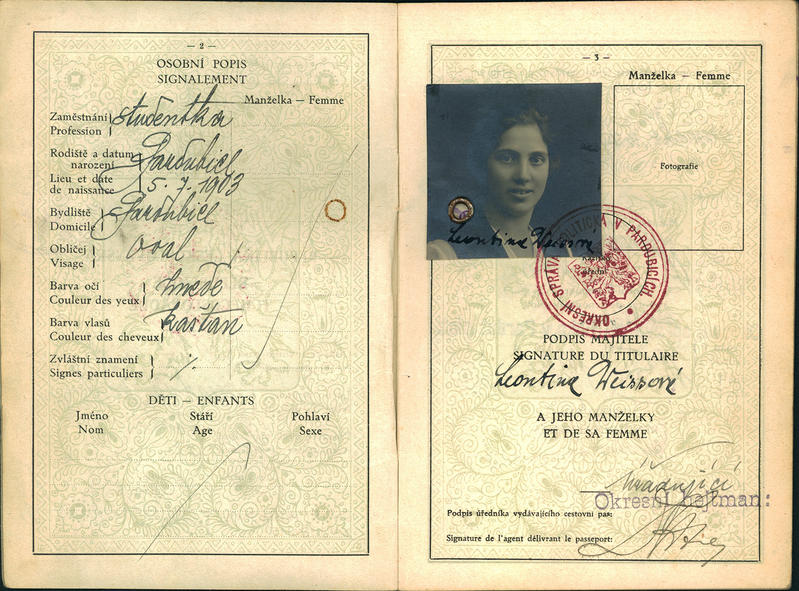 — 2 —
OSOBNÍ POPIS
SIGNALEMENT
Manželka — Femme
Zaměstnání studentka
Profession
Rodiště a datum narození Pardubice
Lieu et date de naissance 5. 7. 1903
Bydliště Pardubice
Domicile
Obličej oval
Visage
Barva očí hnědé
Couleur des yeux
Barva vlasů kaštan
Couleur des cheveux
Zvláštní znamení ./.
Signes particuliers
DĚTI — ENFANTS
Jméno Stáří Pohlaví
Nom Age Sexe
— 3 —
Manželka — Femme
Fotografie
Leontina Weissová
OKRESNÍ SPRÁVA POLITICKÁ V PARDUBICÍCH.
PODPIS MAJITELE
SIGNATURE DU TITULAIRE
Leontina Weissová
A JEHO MANŽELKY
ET DE SA FEMME
Úřadující
Okresní hejtman:
Podpis úředníka vydávajícího cestovní pas:
Signature de l'agent délivrant le passeport: